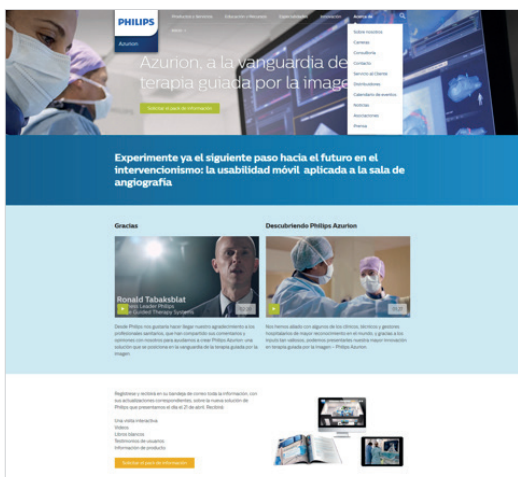 PHILIPS
Azurion
Productos y Servicios
Educación y Recursos
Especialidades
Innovación
Acerca de
Sobre nosotros
Carreras
Consultoría
Contacto
Servicio al Cliente
Distribuidores
Calendario de eventos
Noticias
Asociaciones
Prensa
Azurion, a la vanguardia de
terapia guiada por la image
Solicitar el pack de información
Experimente ya el siguiente paso hacia el futuro en el
intervencionismo: la usabilidad móvil aplicada a la sala de
angiografía
Gracias
Ronald Tabaksblat
ness Leader Philips
ge Guided Therapy Systems
Desde Philips nos gustaría hacer llegar nuestro agradecimiento a los
profesionales sanitarios, que han compartido sus comentarios y
opiniones con nosotros para ayudarnos a crear Philips Azurion: una
solución que se posiciona en la vanguardia de la terapia guiada por la
imagen.
Descubriendo Philips Azurion
Nos hemos aliado con algunos de los clínicos, técnicos y gestores
hospitalarios de mayor reconocimiento en el mundo, y gracias a los
inputs tan valiosos, podemos presentarles nuestra mayor innovación
en terapia guiada por la imagen – Philips Azurion.
Regístrese y recibirá en su bandeja de correo toda la información, con
sus actualizaciones correspondientes, sobre la nueva solución de
Philips que presentamos el día el 21 de abril. Recibirá:
Una visita interactiva
Vídeos
Libros blancos
Testimonios de usuarios
Información de producto
Solicitar el pack de información